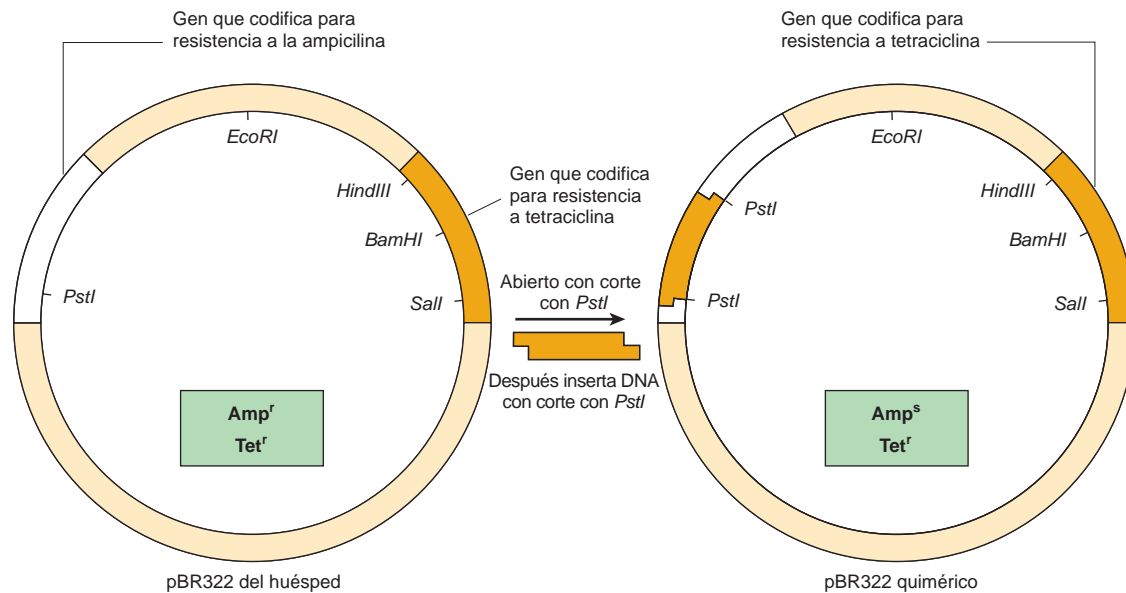 Gen que codifica para
resistencia a la ampicilina
EcoRI
HindIII
BamHI
SalI
PstI
Amp^r
Tet^r
pBR322 del huésped
Gen que codifica
para resistencia
a tetraciclina
Abierto con corte
con PstI
Después inserta DNA
con corte con PstI
Gen que codifica para
resistencia a tetraciclina
EcoRI
HindIII
BamHI
SalI
PstI
PstI
Amp^s
Tet^r
pBR322 quimérico